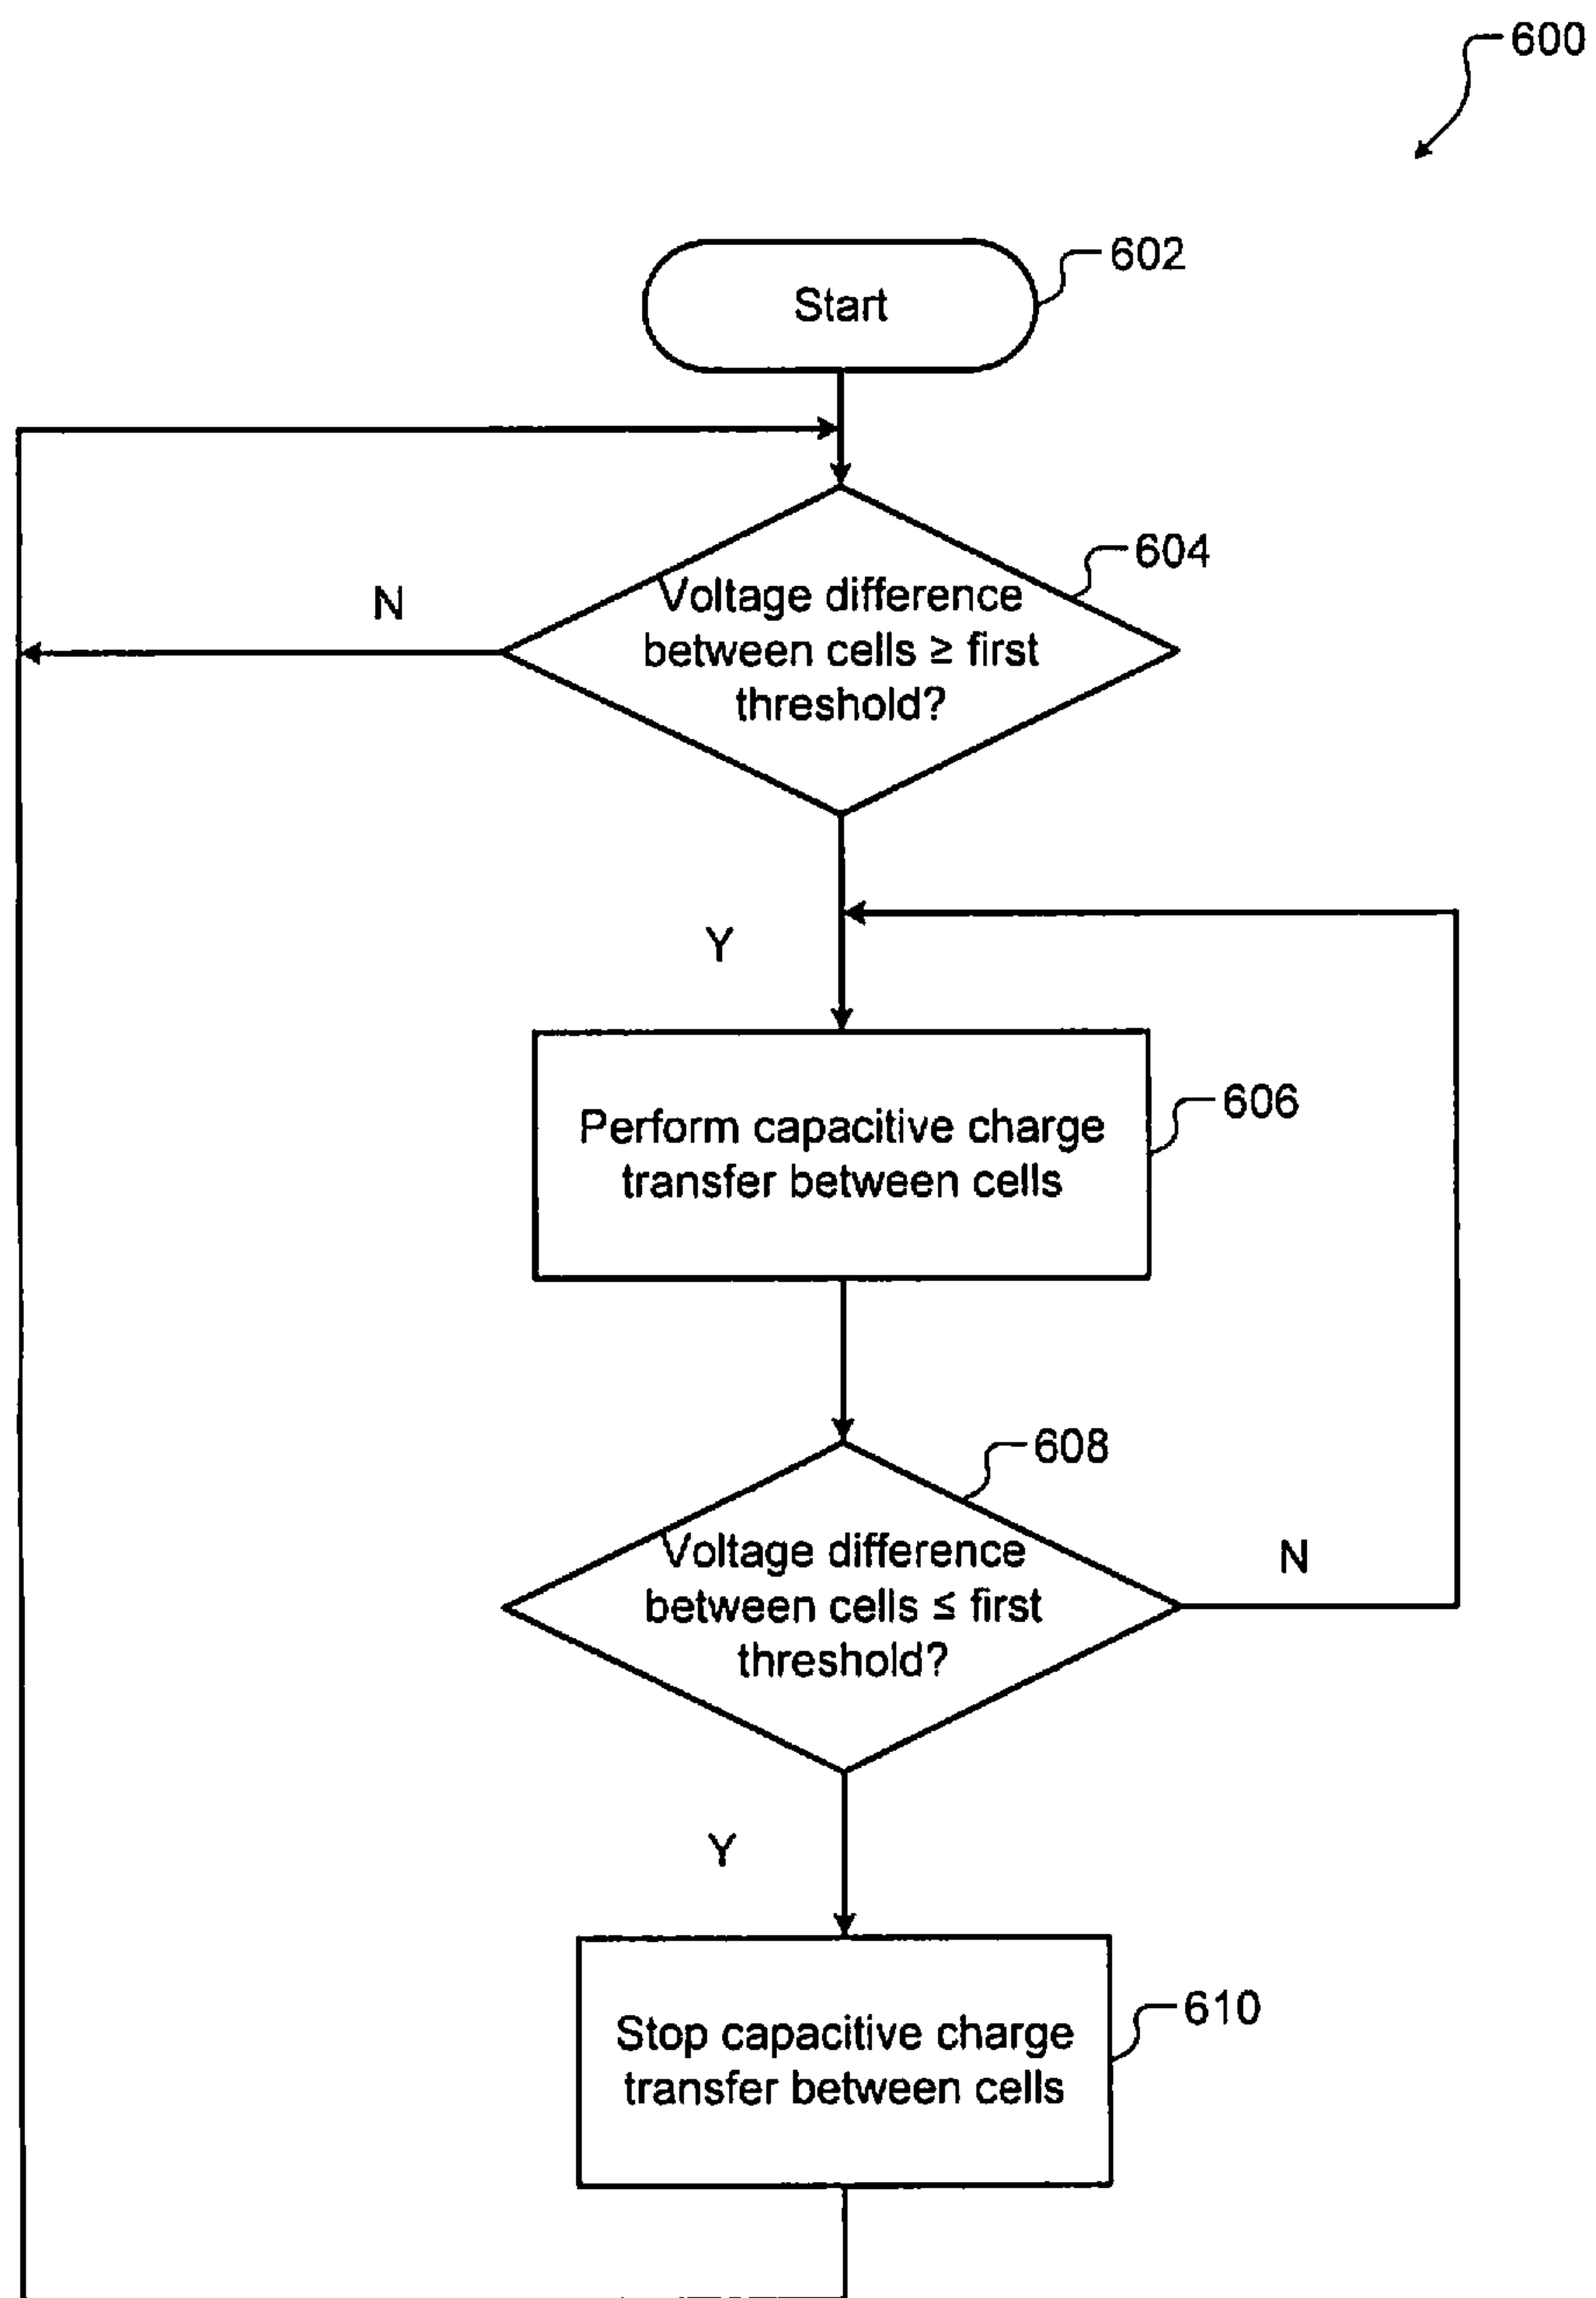 600
Start
602
Voltage difference
between cells ≥ first
threshold?
604
N
Y
Perform capacitive charge
transfer between cells
606
Voltage difference
between cells ≤ first
threshold?
608
N
Y
Stop capacitive charge
transfer between cells
610